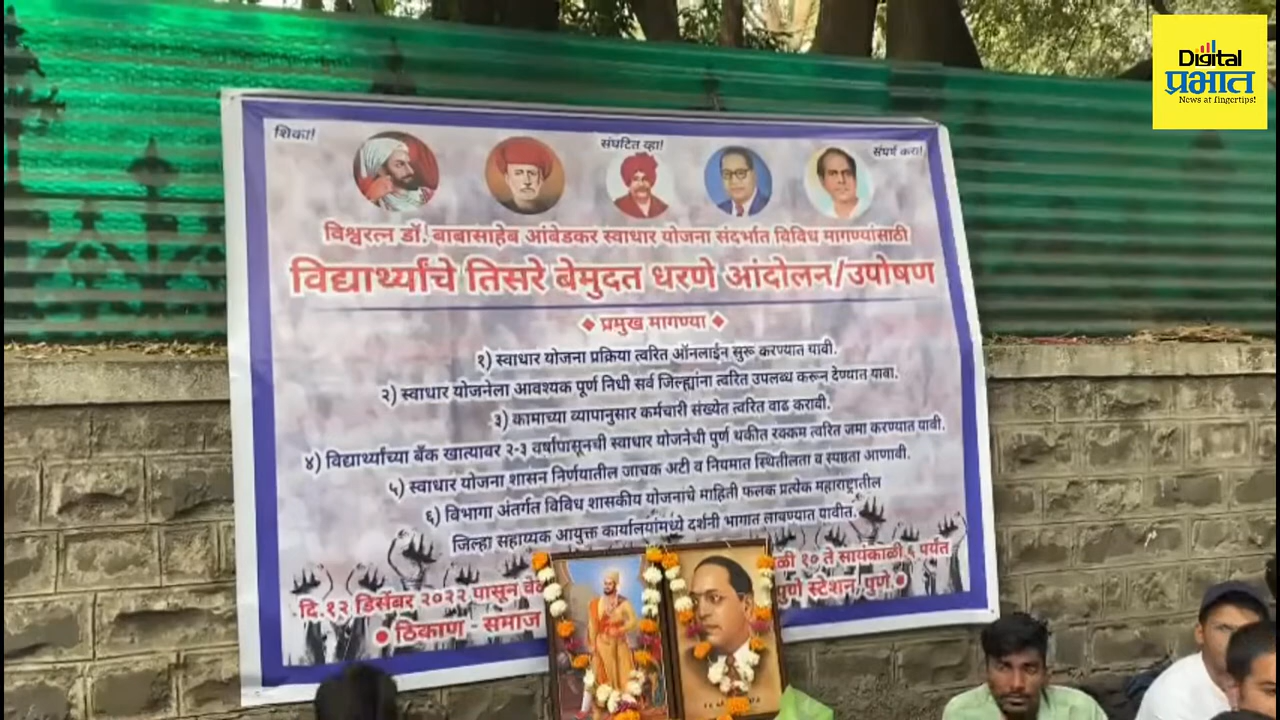 Digital
प्रभात
News at fingertips!
शिका!
संघटित व्हा!
संघर्ष करा!
विश्वरत्न डॉ. बाबासाहेब आंबेडकर स्वाधार योजना संदर्भात विविध मागण्यांसाठी
विद्यार्थ्यांचे तिसरे बेमुदत धरणे आंदोलन/उपोषण
प्रमुख मागण्या
१) स्वाधार योजना प्रक्रिया त्वरित ऑनलाईन सुरू करण्यात यावी.
२) स्वाधार योजनेला आवश्यक पूर्ण निधी सर्व जिल्ह्यांना त्वरित उपलब्ध करून देण्यात यावा.
३) कामाच्या व्यापानुसार कर्मचारी संख्येत त्वरित वाढ करावी.
४) विद्यार्थ्यांच्या बँक खात्यावर २-३ वर्षांपासूनची स्वाधार योजनेची पुर्ण थकीत रक्कम त्वरित जमा करण्यात यावी.
५) स्वाधार योजना शासन निर्णयातील जाचक अटी व नियमात स्थितीलता व स्पष्टता आणावी.
६) विभागा अंतर्गत विविध शासकीय योजनांचे माहिती फलक प्रत्येक महाराष्ट्रातील
जिल्हा सहाय्यक आयुक्त कार्यालयांमध्ये दर्शनी भागात लावण्यात यावीत.
दि.१२ डिसेंबर २०२२ पासून ळी १० ते सायंकाळी ६ पर्यंत
ठिकाण - समाज पुणे स्टेशन, पुणे